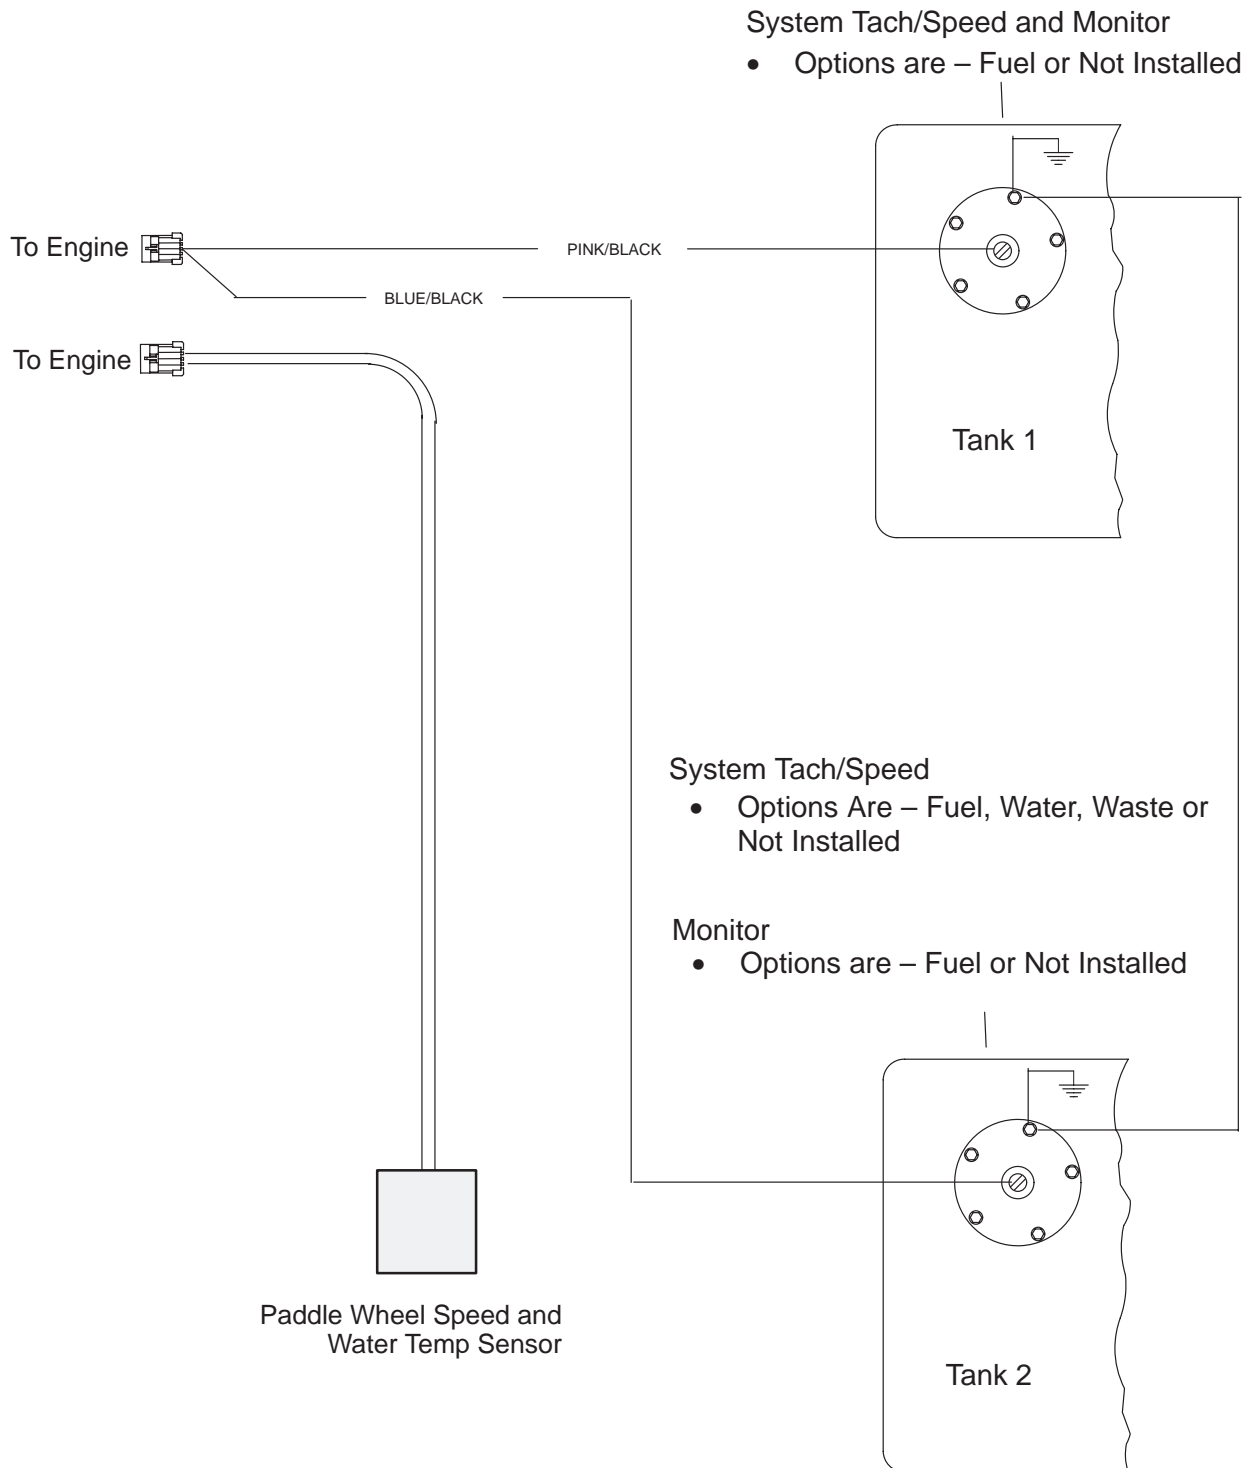 System Tach/Speed and Monitor
• Options are – Fuel or Not Installed
To Engine
PINK/BLACK
BLUE/BLACK
To Engine
Tank 1
System Tach/Speed
• Options Are – Fuel, Water, Waste or
Not Installed
Monitor
• Options are – Fuel or Not Installed
Paddle Wheel Speed and
Water Temp Sensor
Tank 2